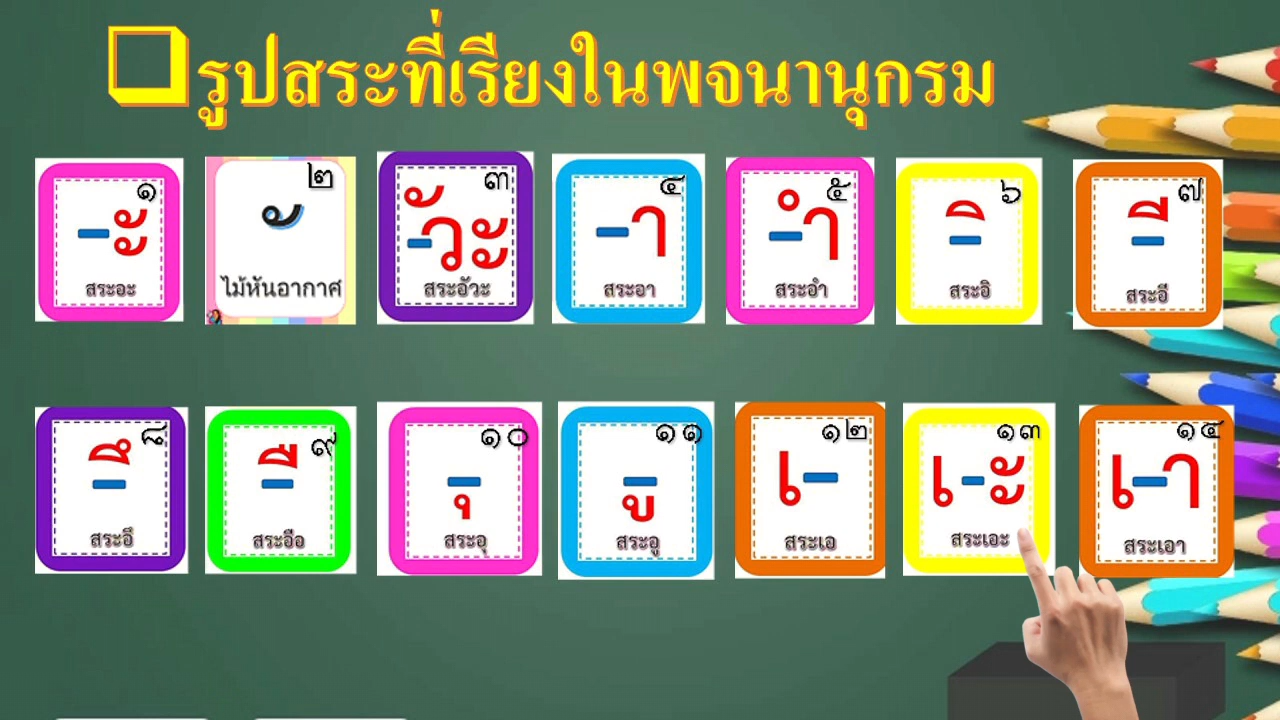 รูปสระที่เรียงในพจนานุกรม
๑ ๒ ๓ ๔ ๕ ๖ ๗
-ะ -ั -ัวะ -า -ำ -ิ -ี
สระอะ ไม้หันอากาศ สระอัวะ สระอา สระอำ สระอิ สระอี
๘ ๙ ๑๐ ๑๑ ๑๒ ๑๓ ๑๔
-ึ -ื -ุ -ู เ- เ-ะ เ-า
สระอึ สระอือ สระอุ สระอู สระเอ สระเอะ สระเอา